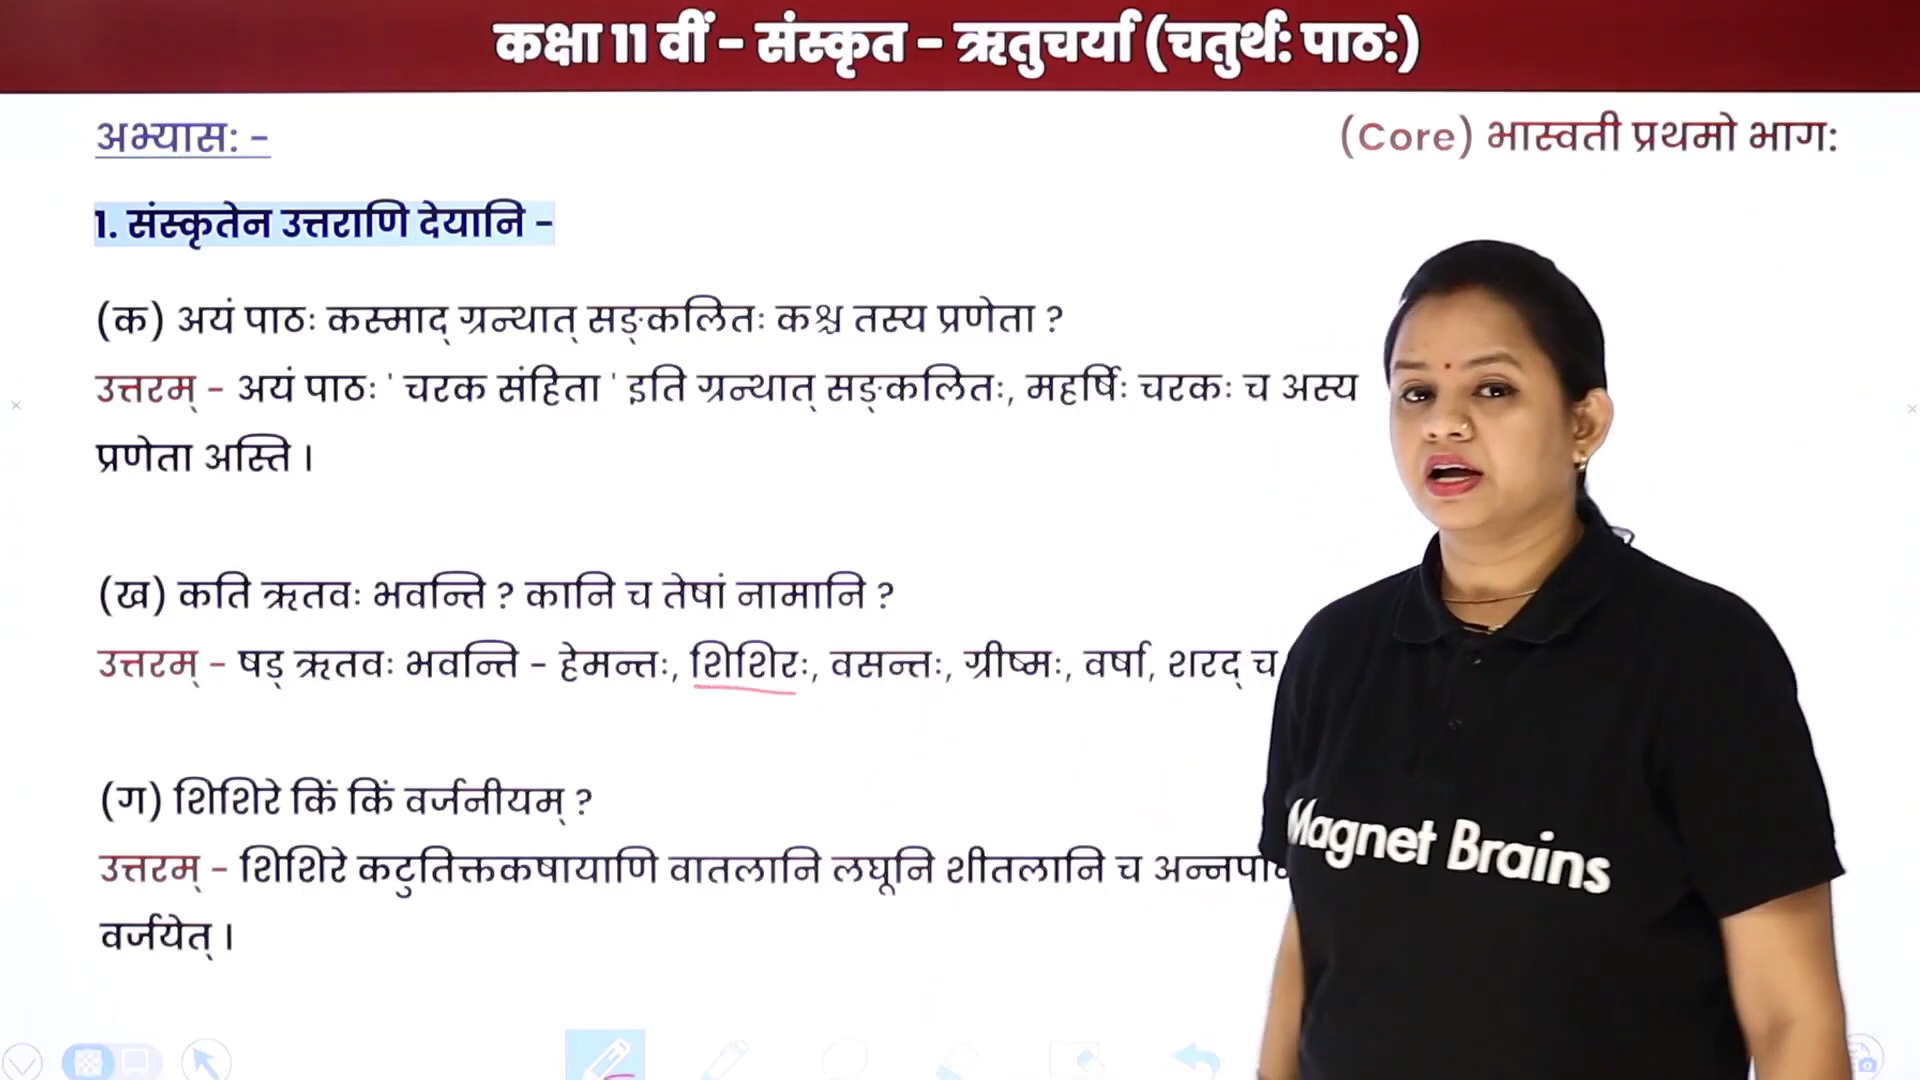 कक्षा 11 वीं - संस्कृत - ऋतुचर्या (चतुर्थ: पाठ:)
अभ्यास: -
(Core) भास्वती प्रथमो भाग:
1. संस्कृतेन उत्तराणि देयानि -
(क) अयं पाठः कस्माद् ग्रन्थात् सङ्कलितः कश्च तस्य प्रणेता ?
उत्तरम् - अयं पाठः ' चरक संहिता ' इति ग्रन्थात् सङ्कलितः, महर्षिः चरकः च अस्य
प्रणेता अस्ति ।
(ख) कति ऋतवः भवन्ति ? कानि च तेषां नामानि ?
उत्तरम् - षड् ऋतवः भवन्ति - हेमन्तः, शिशिरः, वसन्तः, ग्रीष्मः, वर्षा, शरद् च
(ग) शिशिरे किं किं वर्जनीयम् ?
उत्तरम् - शिशिरे कटुतिक्तकषायाणि वातलानि लघूनि शीतलानि च
वर्जयेत् ।
Magnet Brains